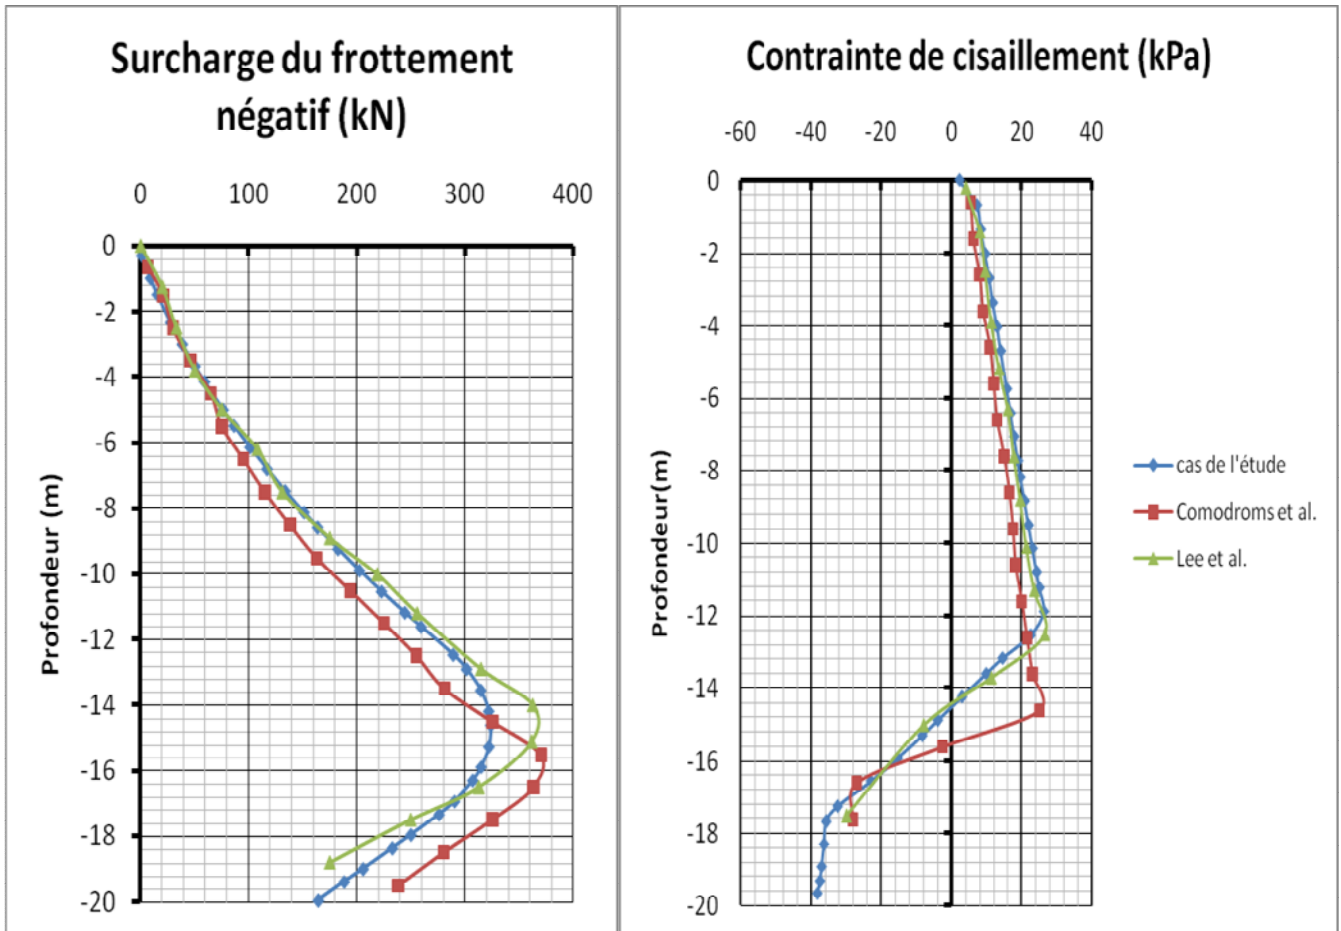 Surcharge du frottement
négatif (kN)
0 100 200 300 400
0
-2
-4
-6
-8
-10
-12
-14
-16
-18
-20
Profondeur (m)
Contrainte de cisaillement (kPa)
-60 -40 -20 0 20 40
0
-2
-4
-6
-8
-10
-12
-14
-16
-18
-20
Profondeur(m)
cas de l'étude
Comodroms et al.
Lee et al.